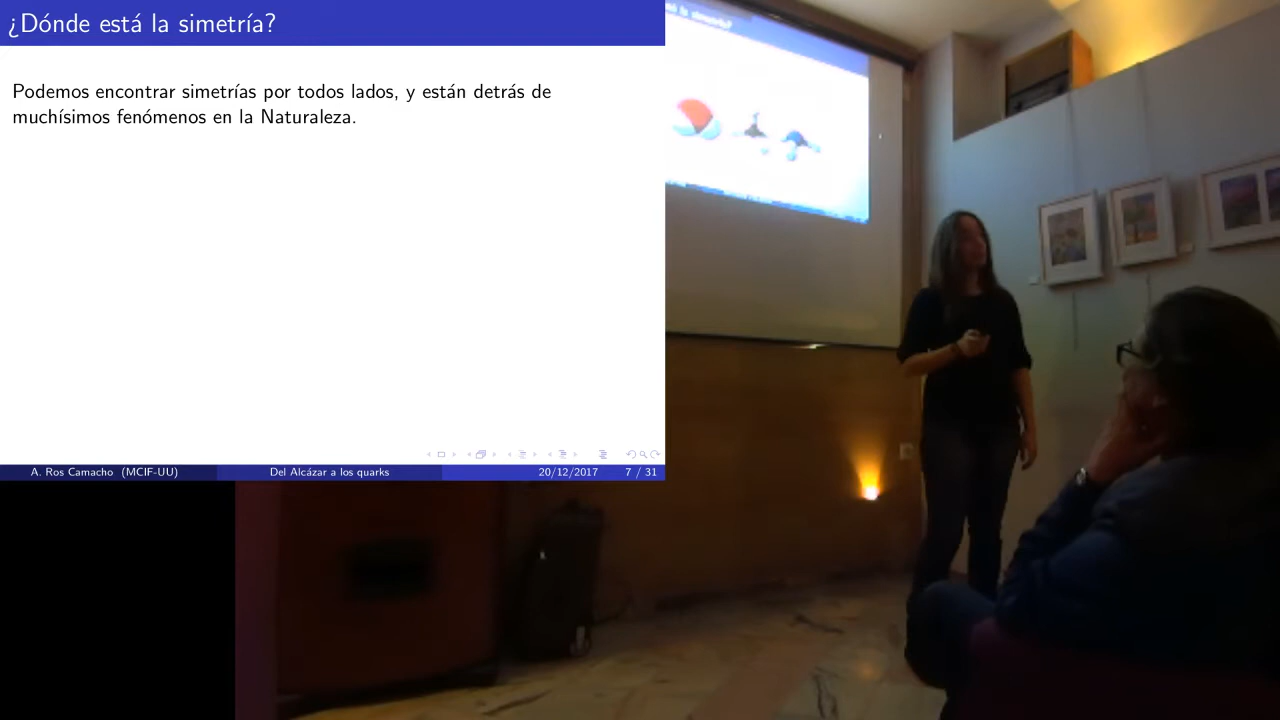 ¿Dónde está la simetría?
Podemos encontrar simetrías por todos lados, y están detrás de
muchísimos fenómenos en la Naturaleza.
A. Ros Camacho (MCIF-UU)
Del Alcázar a los quarks
20/12/2017
7 / 31